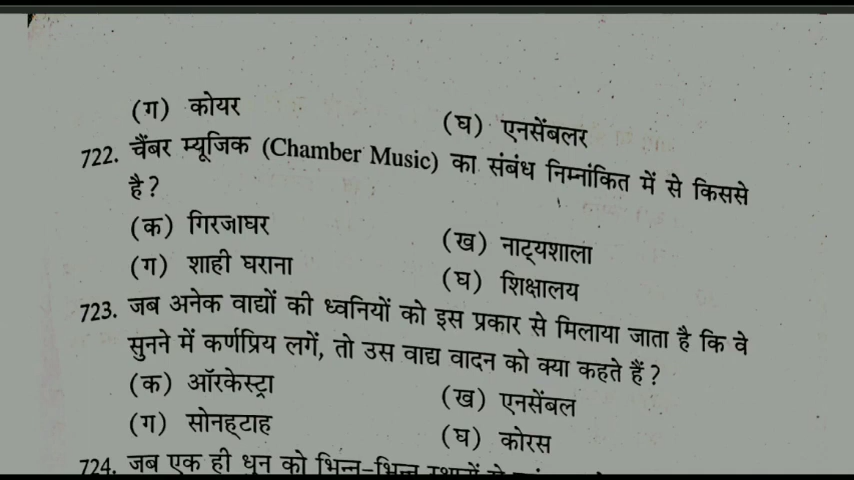 (ग) कोयर (घ) एनसेंबलर
722. चैंबर म्यूजिक (Chamber Music) का संबंध निम्नांकित में से किससे
है?
(क) गिरजाघर (ख) नाट्यशाला
(ग) शाही घराना (घ) शिक्षालय
723. जब अनेक वाद्यों की ध्वनियों को इस प्रकार से मिलाया जाता है कि वे
सुनने में कर्णप्रिय लगें, तो उस वाद्य वादन को क्या कहते हैं?
(क) ऑरकेस्ट्रा (ख) एनसेंबल
(ग) सोनह्टाह (घ) कोरस
724. जब एक ही धुन को भिन्न-भिन्न